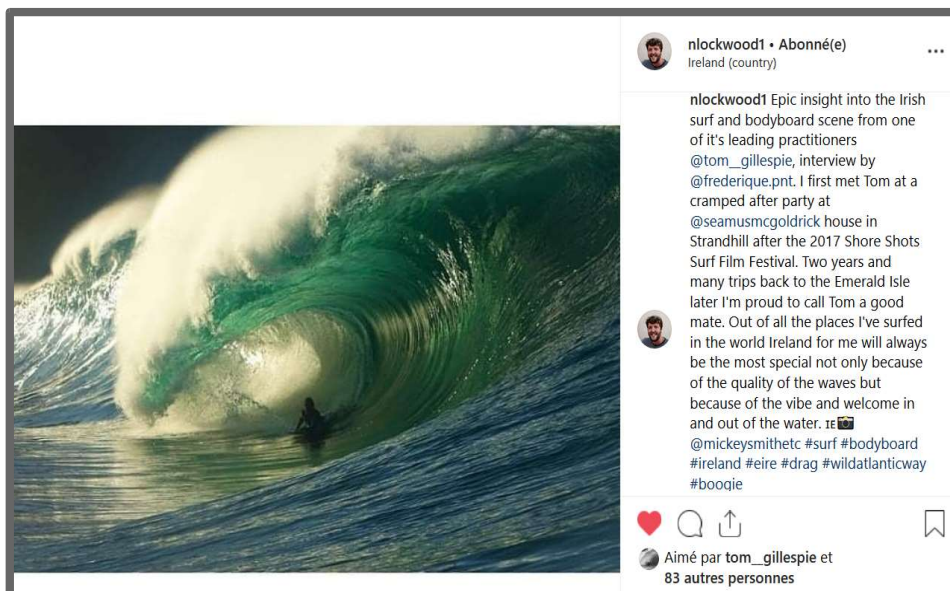 nlockwood1 • Abonné(e)
Ireland (country)
nlockwood1 Epic insight into the Irish
surf and bodyboard scene from one
of it's leading practitioners
@tom__gillespie, interview by
@frederique.pnt. I first met Tom at a
cramped after party at
@seamusmcgoldrick house in
Strandhill after the 2017 Shore Shots
Surf Film Festival. Two years and
many trips back to the Emerald Isle
later I'm proud to call Tom a good
mate. Out of all the places I've surfed
in the world Ireland for me will always
be the most special not only because
of the quality of the waves but
because of the vibe and welcome in
and out of the water. 🇮🇪📷
@mickeysmithetc #surf #bodyboard
#ireland #eire #drag #wildatlanticway
#boogie
Aimé par tom__gillespie et
83 autres personnes